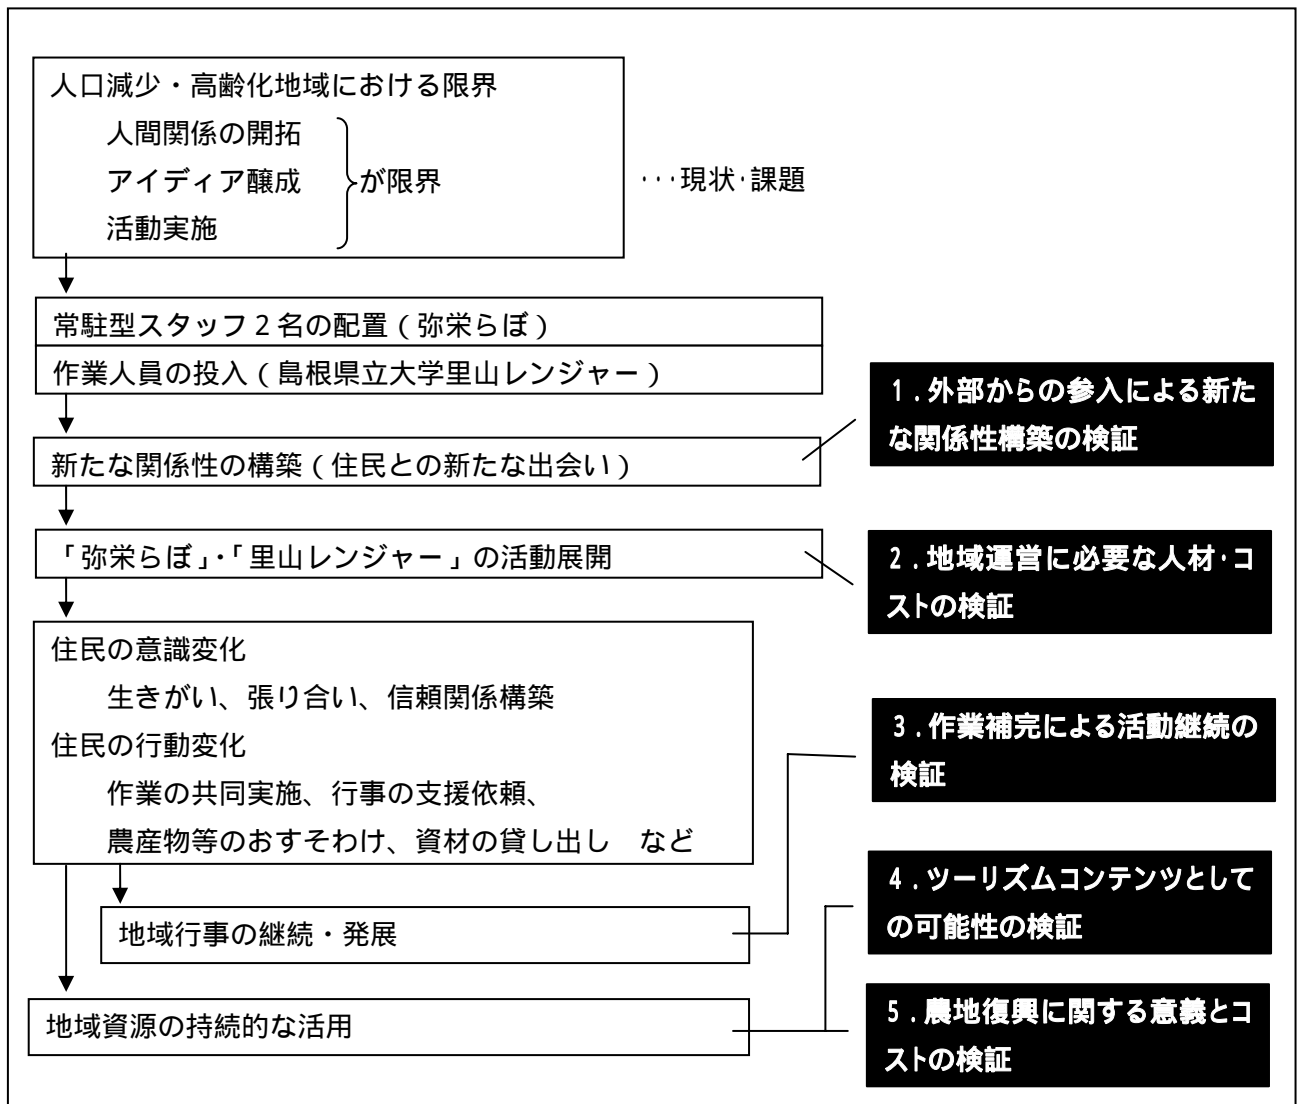 人口減少・高齢化地域における限界
人間関係の開拓
アイディア醸成
が限界
活動実施
･･･現状･課題
常駐型スタッフ2名の配置（弥栄らぼ）
作業人員の投入（島根県立大学里山レンジャー）
新たな関係性の構築（住民との新たな出会い）
「弥栄らぼ」･「里山レンジャー」の活動展開
住民の意識変化
生きがい、張り合い、信頼関係構築
住民の行動変化
作業の共同実施、行事の支援依頼、
農産物等のおすそわけ、資材の貸し出し　など
地域行事の継続・発展
地域資源の持続的な活用
1．外部からの参入による新た
な関係性構築の検証
2．地域運営に必要な人材･コ
ストの検証
3．作業補完による活動継続の
検証
4．ツーリズムコンテンツとして
の可能性の検証
5．農地復興に関する意義とコ
ストの検証